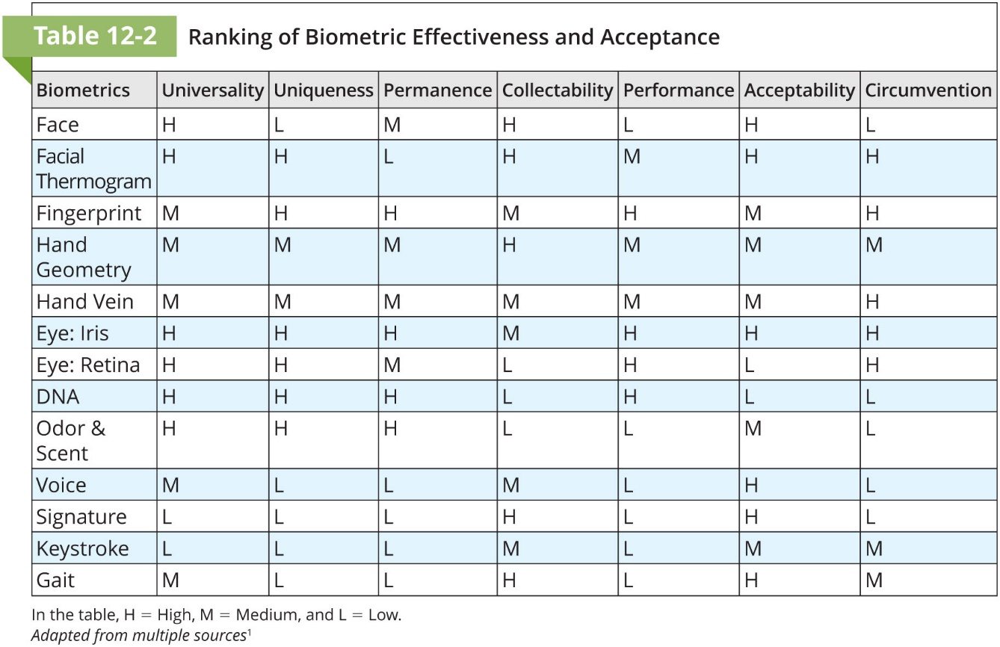 Table 12-2 Ranking of Biometric Effectiveness and Acceptance
Biometrics Universality Uniqueness Permanence Collectability Performance Acceptability Circumvention
Face H L M H L H L
Facial Thermogram H H L H M H H
Fingerprint M H H M H M H
Hand Geometry M M M H M M M
Hand Vein M M M M M M H
Eye: Iris H H H M H H H
Eye: Retina H H M L H L H
DNA H H H L H L L
Odor & Scent H H H L L M L
Voice M L L M L H L
Signature L L L H L H L
Keystroke L L L M L M M
Gait M L L H L H M
In the table, H = High, M = Medium, and L = Low.
Adapted from multiple sources¹